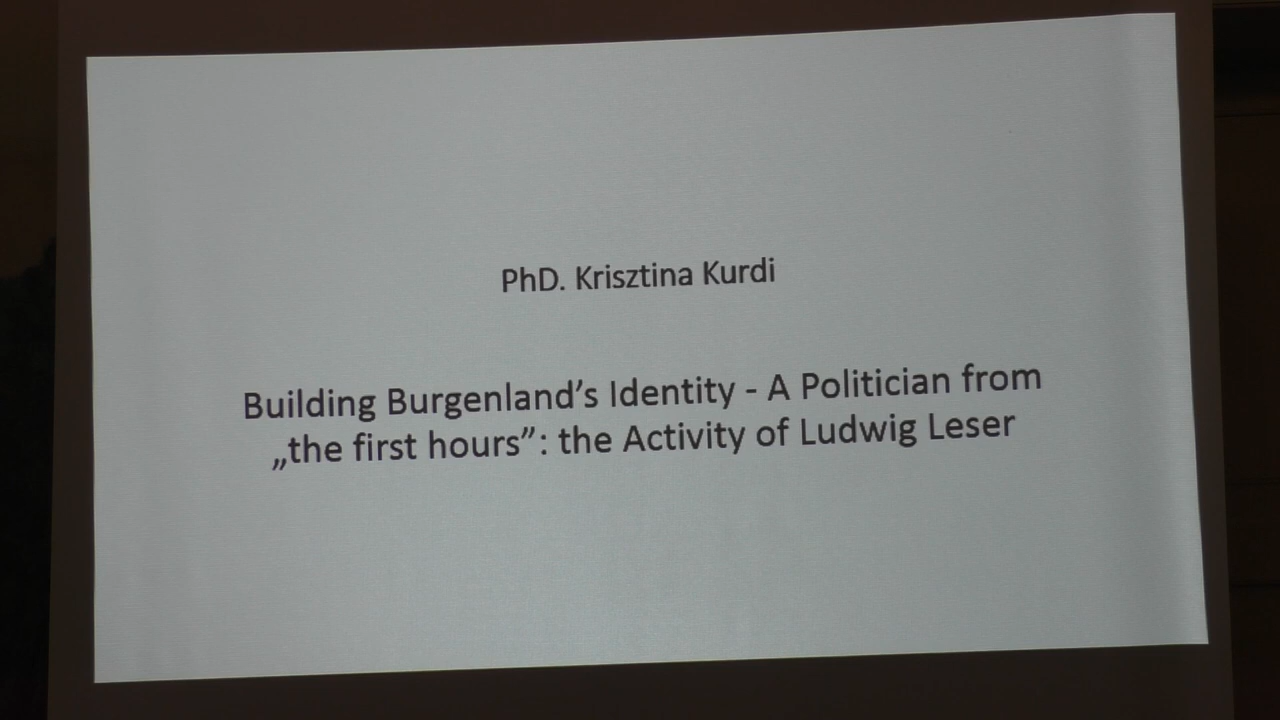 PhD. Krisztina Kurdi
Building Burgenland’s Identity - A Politician from
„the first hours”: the Activity of Ludwig Leser